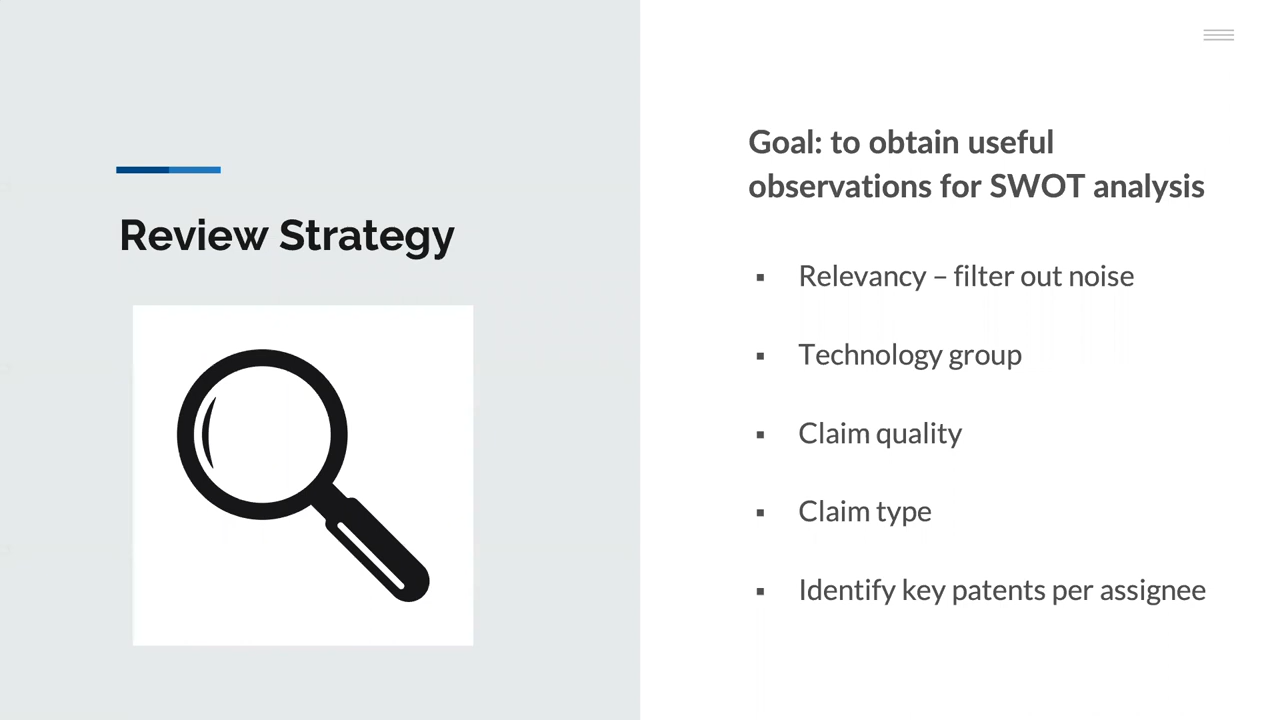 Review Strategy
Goal: to obtain useful
observations for SWOT analysis
▪ Relevancy – filter out noise
▪ Technology group
▪ Claim quality
▪ Claim type
▪ Identify key patents per assignee